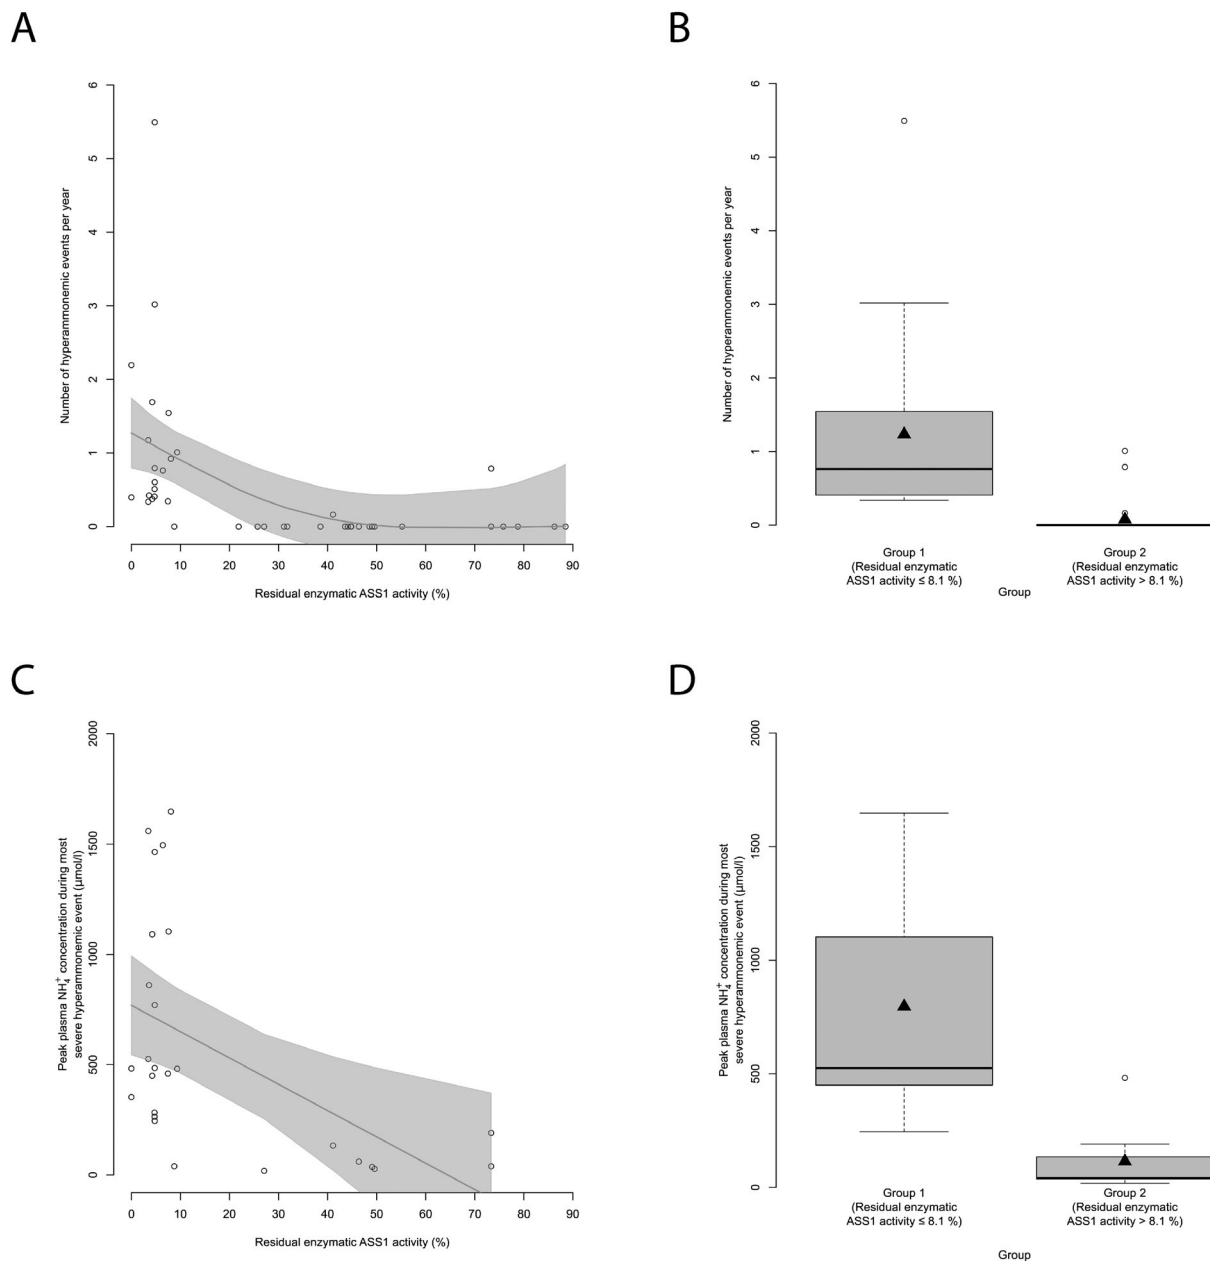 A
B
Number of hyperammonemic events per year
0 1 2 3 4 5 6
0 10 20 30 40 50 60 70 80 90
Residual enzymatic ASS1 activity (%)
Number of hyperammonemic events per year
0 1 2 3 4 5 6
Group 1
(Residual enzymatic
ASS1 activity ≤ 8.1 %)
Group 2
(Residual enzymatic
ASS1 activity > 8.1 %)
Group
C
D
Peak plasma NH₄⁺ concentration during most
severe hyperammonemic event (μmol/l)
0 500 1000 1500 2000
0 10 20 30 40 50 60 70 80 90
Residual enzymatic ASS1 activity (%)
Peak plasma NH₄⁺ concentration during most
severe hyperammonemic event (μmol/l)
0 500 1000 1500 2000
Group 1
(Residual enzymatic
ASS1 activity ≤ 8.1 %)
Group 2
(Residual enzymatic
ASS1 activity > 8.1 %)
Group